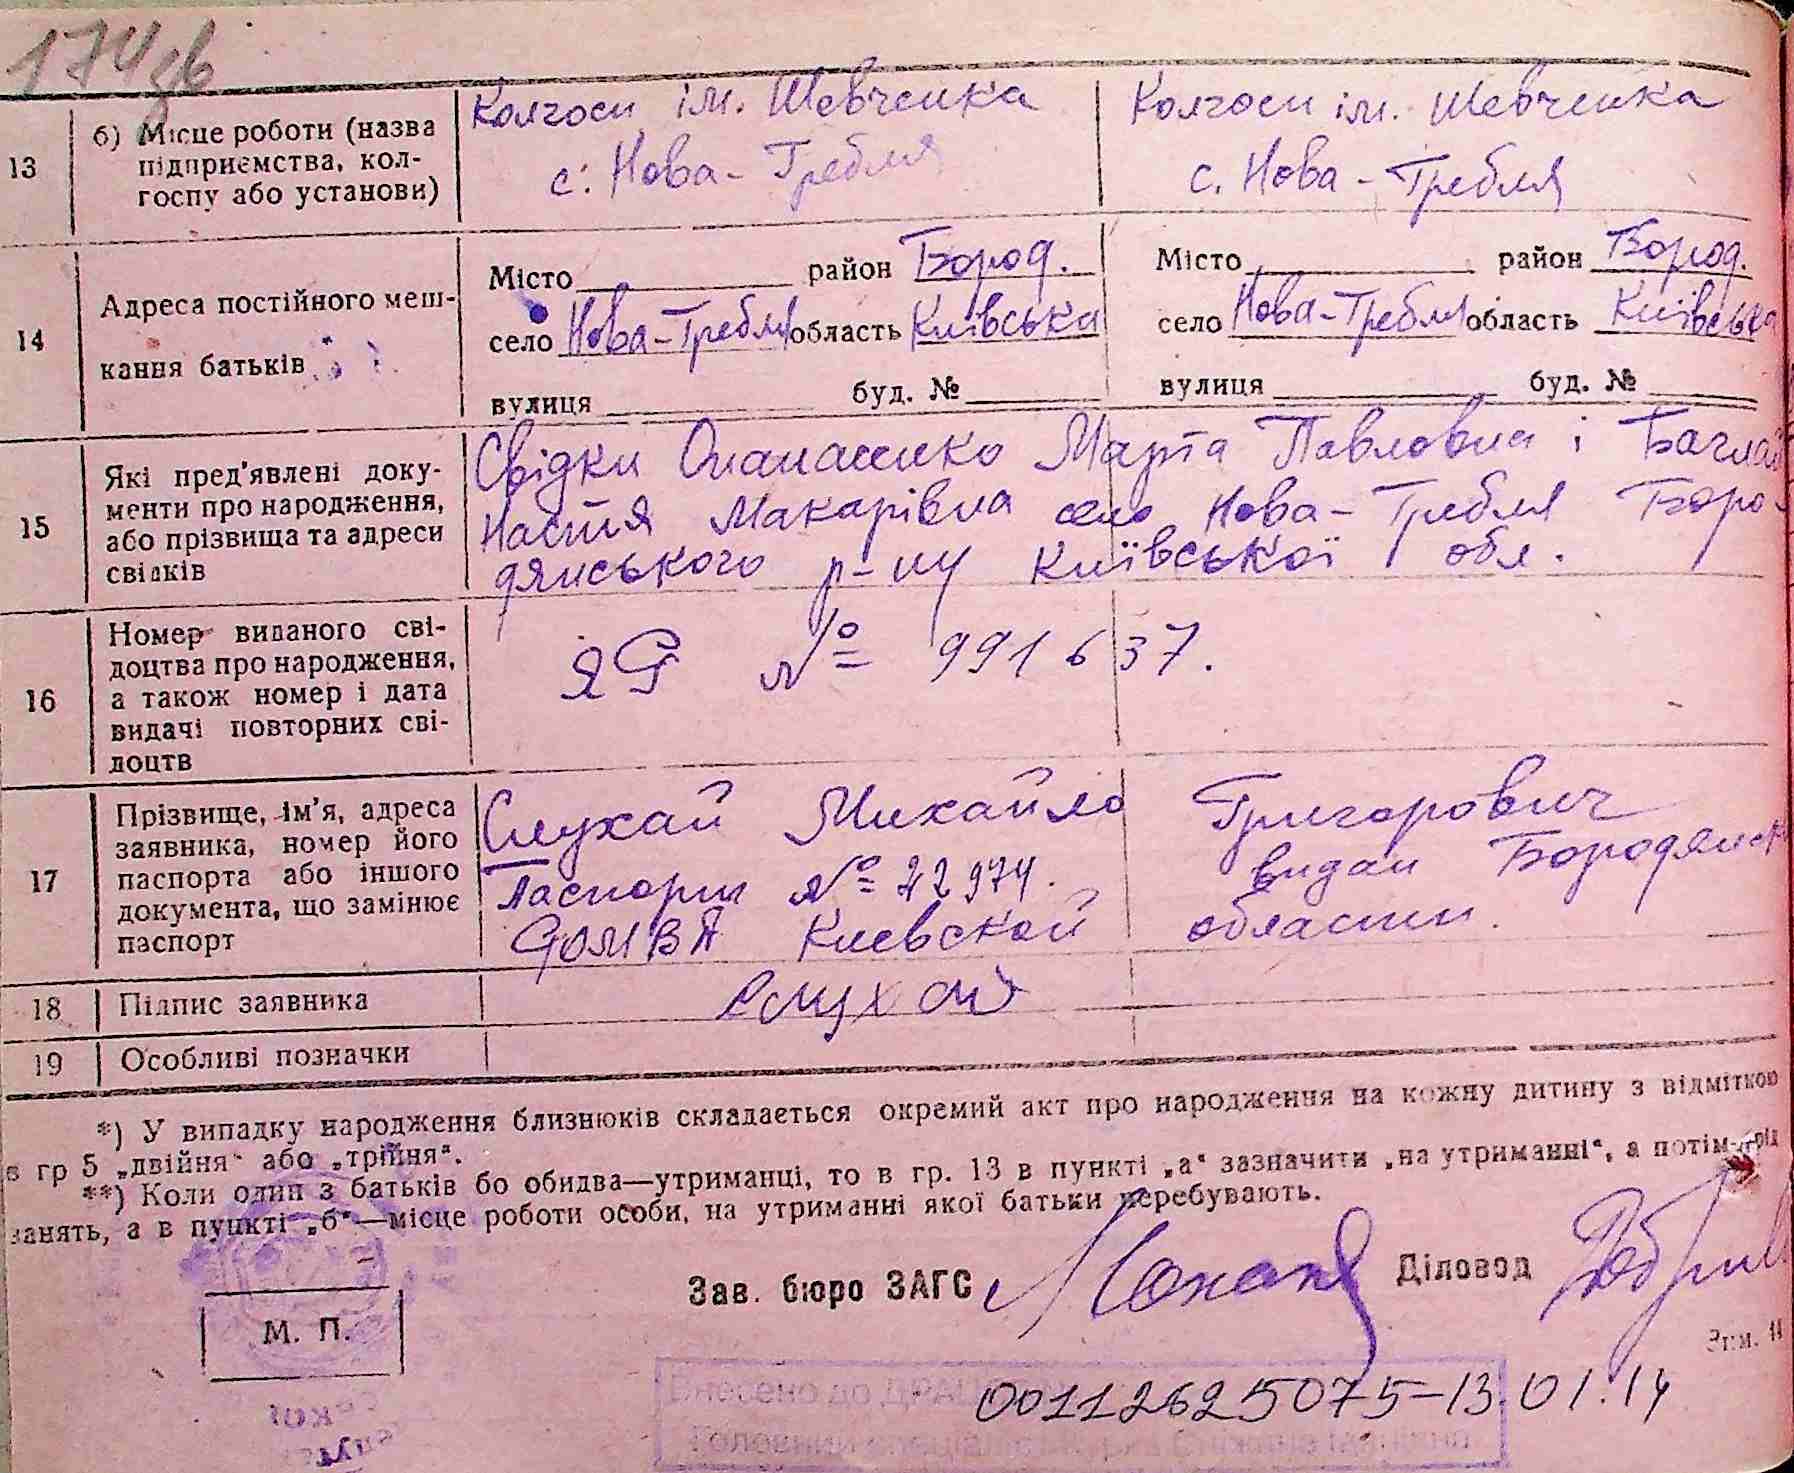 174зв
13 б) Місце роботи (назва підприємства, колгоспу або установи)
Колгосп ім. Шевченка
с. Нова-Гребля
Колгосп ім. Шевченка
с. Нова-Гребля
14 Адреса постійного мешкання батьків
Місто район Бород.
село Нова-Гребля область Київська
вулиця буд. №
Місто район Бород.
село Нова-Гребля область Київська
вулиця буд. №
15 Які пред'явлені документи про народження, або прізвища та адреси свідків
Свідки Опанасенко Марта Павловна і Баглай
Настя Макарівна село Нова-Гребля Боро-
дянського р-ну Київської обл.
16 Номер виданого свідоцтва про народження, а також номер і дата видачі повторних свідоцтв
ЯР № 991637.
17 Прізвище, ім'я, адреса заявника, номер його паспорта або іншого документа, що замінює паспорт
Слухай Михайло Григорович
Паспорт № 22974. видан Бородянск
РОМВД Киевской области.
18 Підпис заявника
Слухай
19 Особливі позначки
*) У випадку народження близнюків складається окремий акт про народження на кожну дитину з відміткою
в гр 5 „двійня“ або „трійня“.
**) Коли один з батьків бо обидва—утриманці, то в гр. 13 в пункті „а“ зазначити „на утриманні“, а потім рід
занять, а в пункті „б“—місце роботи особи, на утриманні якої батьки перебувають.
Зав. бюро ЗАГС
Діловод
М. П.
Внесено до
00112625075-13.01.14